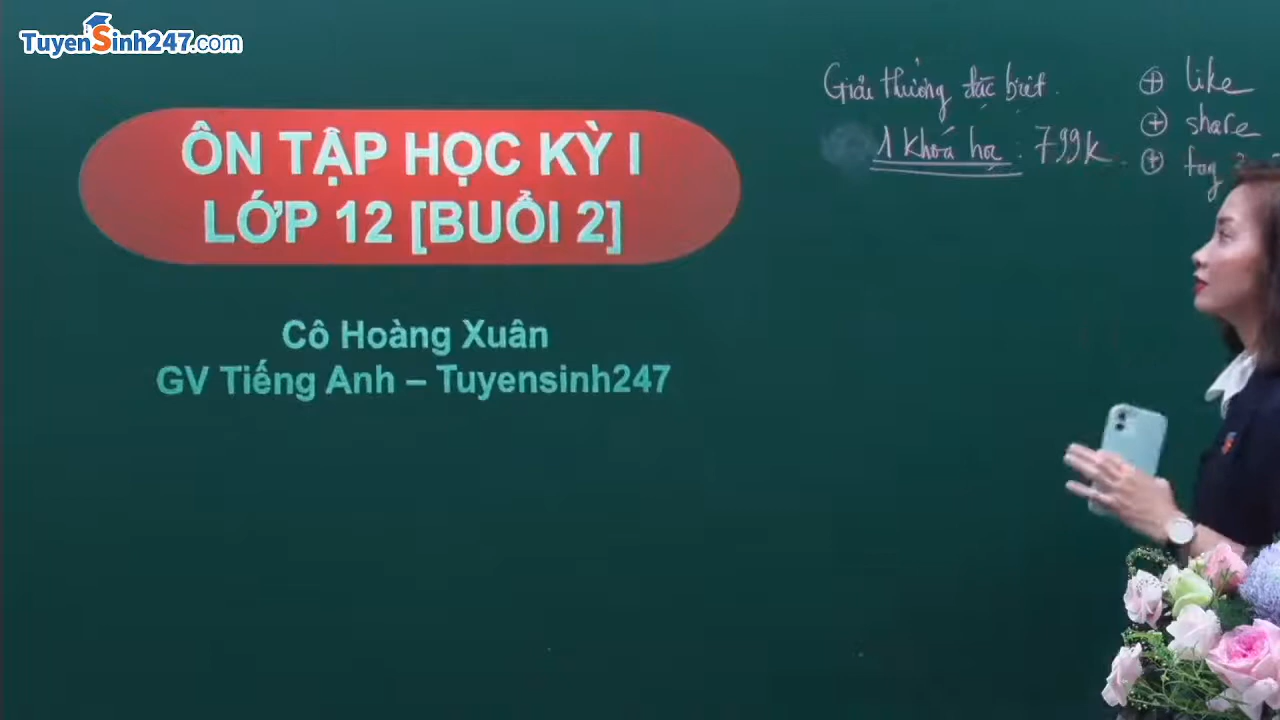 TuyenSinh247.com
ÔN TẬP HỌC KỲ I
LỚP 12 [BUỔI 2]
Cô Hoàng Xuân
GV Tiếng Anh – Tuyensinh247
Giải thưởng đặc biệt.
1 khoá học: 799k.
+ like
+ share
+ tag